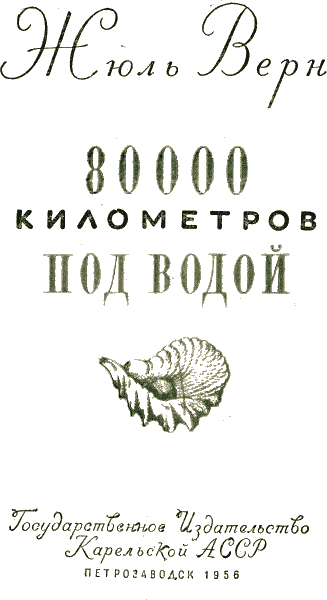 Жюль Верн
80000
КИЛОМЕТРОВ
ПОД ВОДОЙ
Государственное Издательство
Карельской АССР
ПЕТРОЗАВОДСК 1956